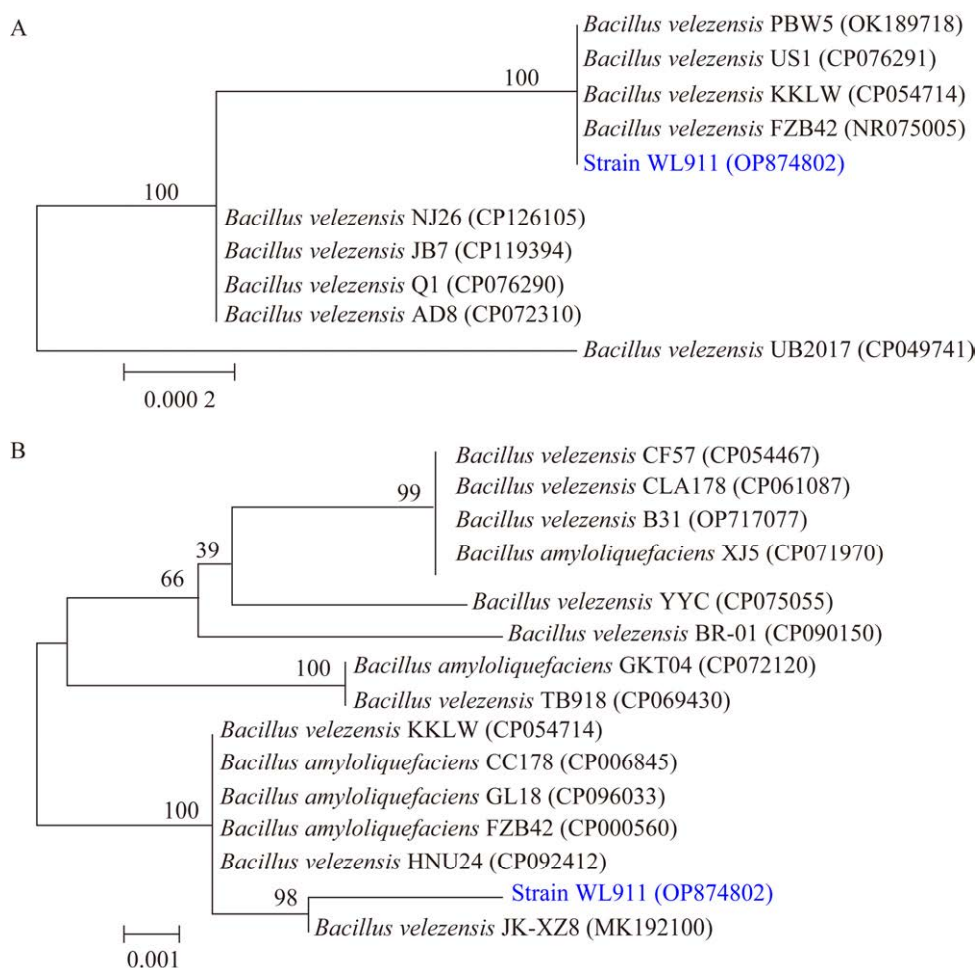 A
Bacillus velezensis PBW5 (OK189718)
Bacillus velezensis US1 (CP076291)
100
Bacillus velezensis KKLW (CP054714)
Bacillus velezensis FZB42 (NR075005)
Strain WL911 (OP874802)
100
Bacillus velezensis NJ26 (CP126105)
Bacillus velezensis JB7 (CP119394)
Bacillus velezensis Q1 (CP076290)
Bacillus velezensis AD8 (CP072310)
Bacillus velezensis UB2017 (CP049741)
0.000 2
B
Bacillus velezensis CF57 (CP054467)
99
Bacillus velezensis CLA178 (CP061087)
Bacillus velezensis B31 (OP717077)
39
Bacillus amyloliquefaciens XJ5 (CP071970)
66
Bacillus velezensis YYC (CP075055)
Bacillus velezensis BR-01 (CP090150)
100
Bacillus amyloliquefaciens GKT04 (CP072120)
Bacillus velezensis TB918 (CP069430)
Bacillus velezensis KKLW (CP054714)
Bacillus amyloliquefaciens CC178 (CP006845)
Bacillus amyloliquefaciens GL18 (CP096033)
100
Bacillus amyloliquefaciens FZB42 (CP000560)
Bacillus velezensis HNU24 (CP092412)
98
Strain WL911 (OP874802)
Bacillus velezensis JK-XZ8 (MK192100)
0.001